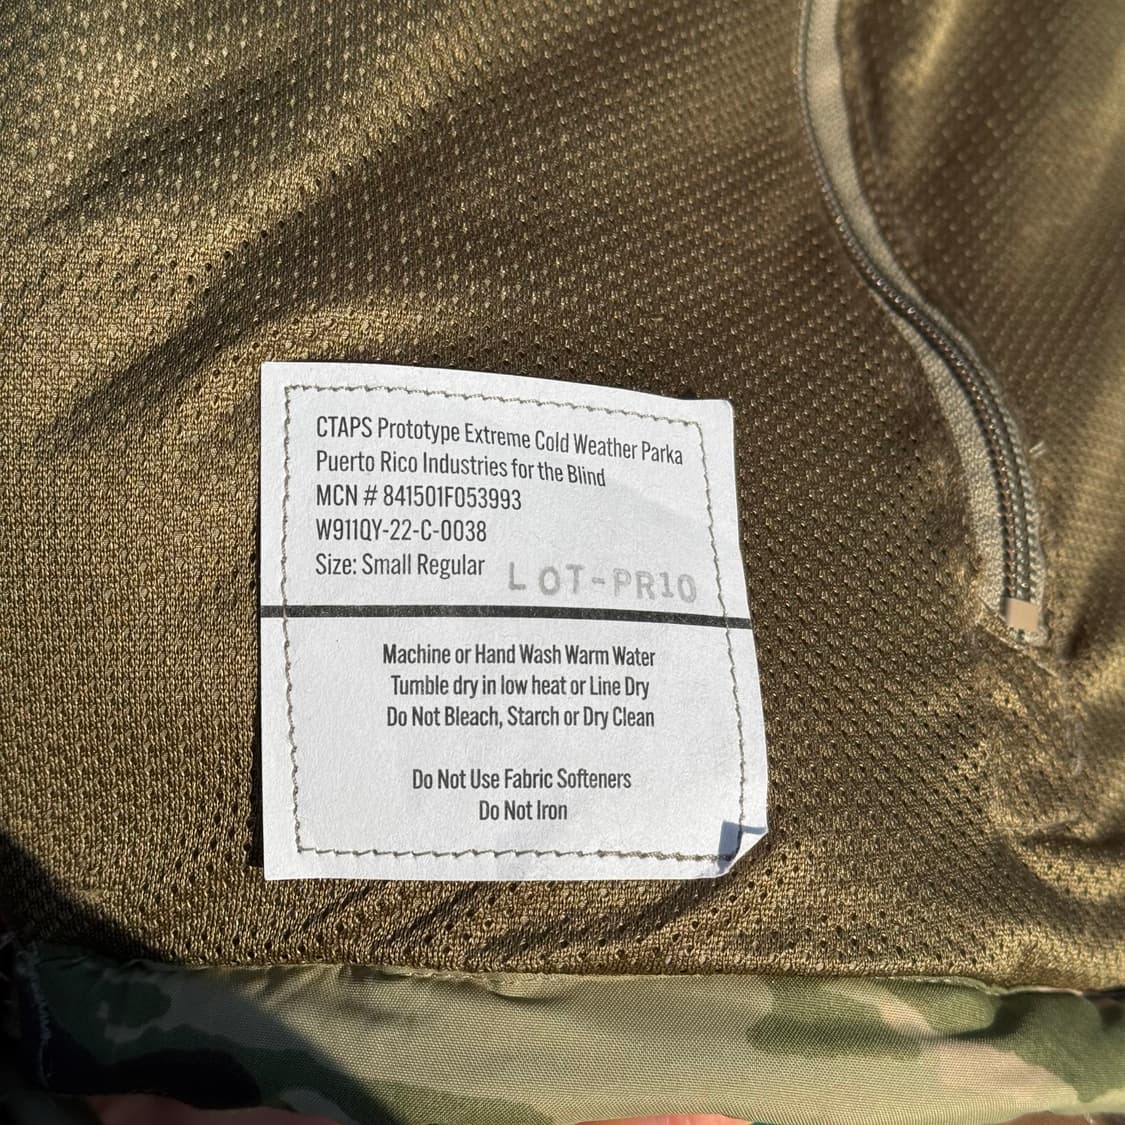 CTAPS Prototype Extreme Cold Weather Parka
Puerto Rico Industries for the Blind
MCN # 841501F053993
W911QY-22-C-0038
Size: Small Regular LOT-PR10
Machine or Hand Wash Warm Water
Tumble dry in low heat or Line Dry
Do Not Bleach, Starch or Dry Clean
Do Not Use Fabric Softeners
Do Not Iron